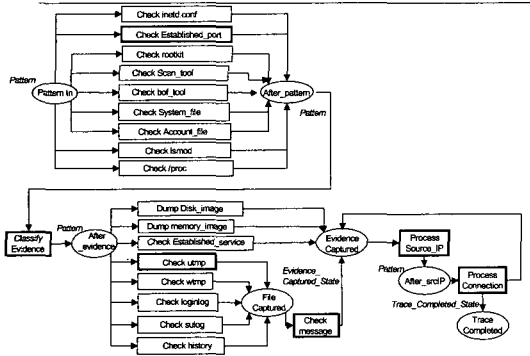 Check inetd.conf
Check Established_port
Check rootkit
Pattern
Check Scan_tool
Pattern In
Check bof_tool
After_pattern
Check System_file
Pattern
Check Account_file
Check lsmod
Check /proc
Dump Disk_image
Classify
Evidence
Pattern
After
_evidence
Dump memory_image
Check Established_service
Evidence
Captured
Process
Source_IP
Check utmp
Evidence_
Captured_State
Pattern
Check wtmp
After_srcIP
Process
Connection
Check loginlog
File
Captured
Trace_Completed_State
Check sulog
Check
message
Trace
Completed
Check history